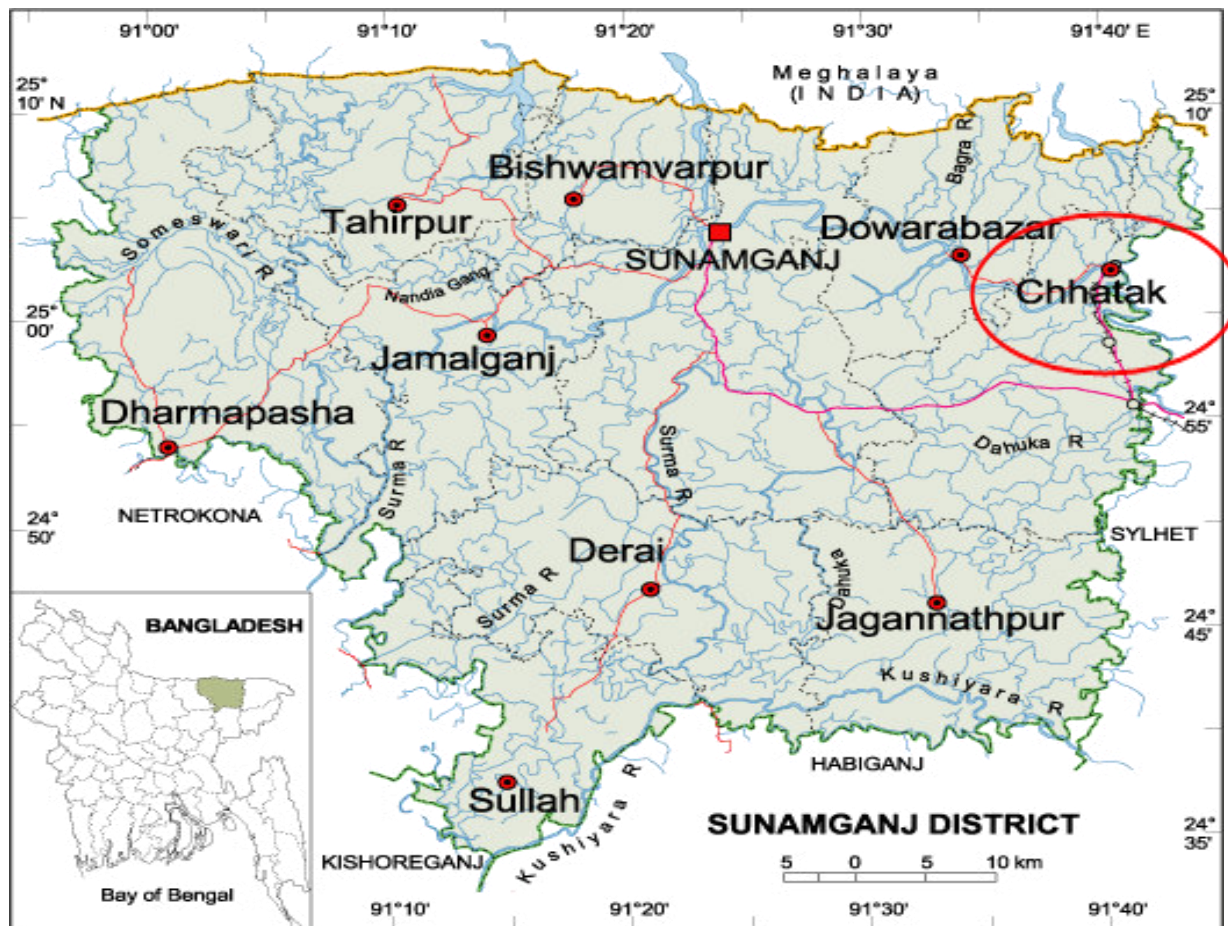 91°00' 91°10' 91°20' 91°30' 91°40' E
25°
10' N
Meghalaya
(INDIA)
25°
10'
Bagra R
Bishwamvarpur
Tahirpur
Dowarabazar
Someswari R
SUNAMGANJ
Nandia Gang
Chhatak
25°
00'
Jamalganj
Dharmapasha
24°
55'
Surma R
Surma R
Dahuka R
NETROKONA
24°
50'
SYLHET
Derai
Surma R
Dahuka
Jagannathpur
24°
45'
BANGLADESH
Kushiyara R
HABIGANJ
Sullah
Kushiyara R
SUNAMGANJ DISTRICT
24°
35'
KISHOREGANJ
5 0 5 10 km
Bay of Bengal
91°10' 91°20' 91°30' 91°40'